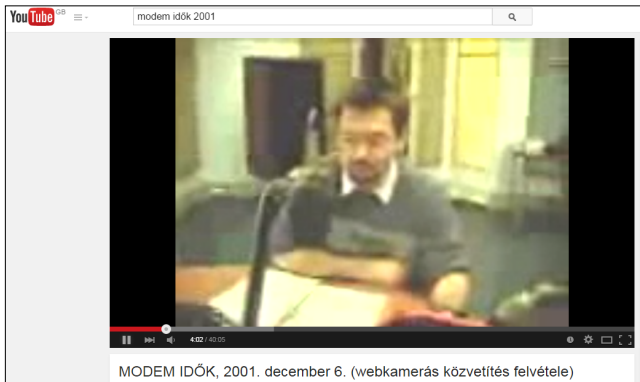 YouTube GB
modem idők 2001
4:02 / 40:05
MODEM IDŐK, 2001. december 6. (webkamerás közvetítés felvétele)